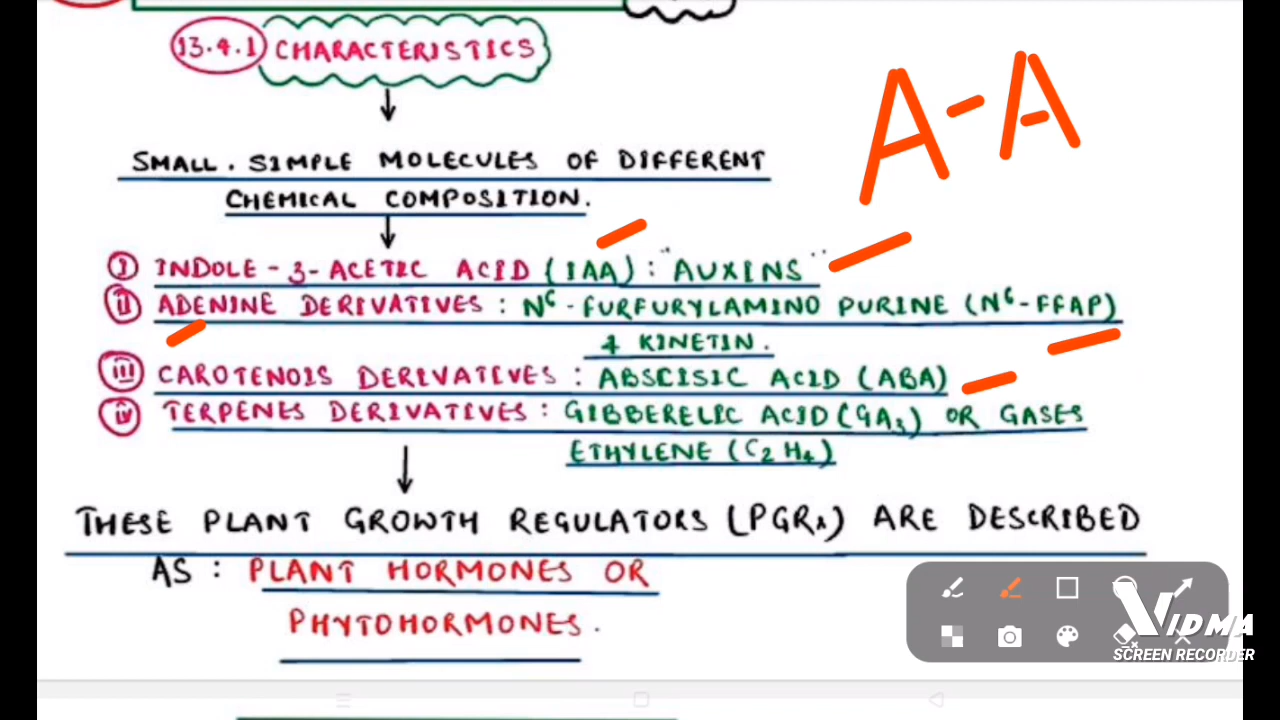 13.4.1 CHARACTERISTICS
A-A
SMALL. SIMPLE MOLECULES OF DIFFERENT
CHEMICAL COMPOSITION.
I INDOLE-3-ACETIC ACID (IAA): "AUXINS"
II ADENINE DERIVATIVES: N6-FURFURYLAMINO PURINE (N6-FFAP)
& KINETIN.
III CAROTENOIS DERIVATIVES: ABSCISIC ACID (ABA)
IV TERPENES DERIVATIVES: GIBBERELIC ACID (GA3) OR GASES
ETHYLENE (C2H4)
THESE PLANT GROWTH REGULATORS (PGRs) ARE DESCRIBED
AS: PLANT HORMONES OR
PHYTOHORMONES.
VIDMA
SCREEN RECORDER